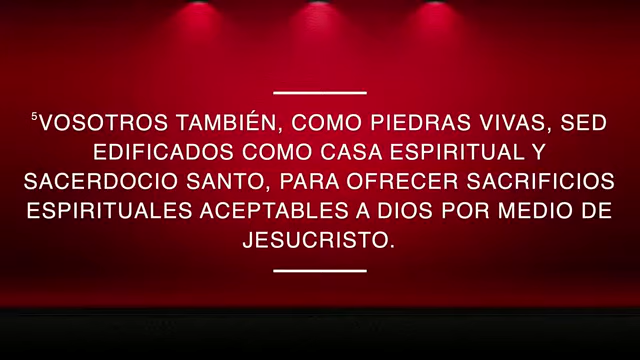 ⁵VOSOTROS TAMBIÉN, COMO PIEDRAS VIVAS, SED
EDIFICADOS COMO CASA ESPIRITUAL Y
SACERDOCIO SANTO, PARA OFRECER SACRIFICIOS
ESPIRITUALES ACEPTABLES A DIOS POR MEDIO DE
JESUCRISTO.